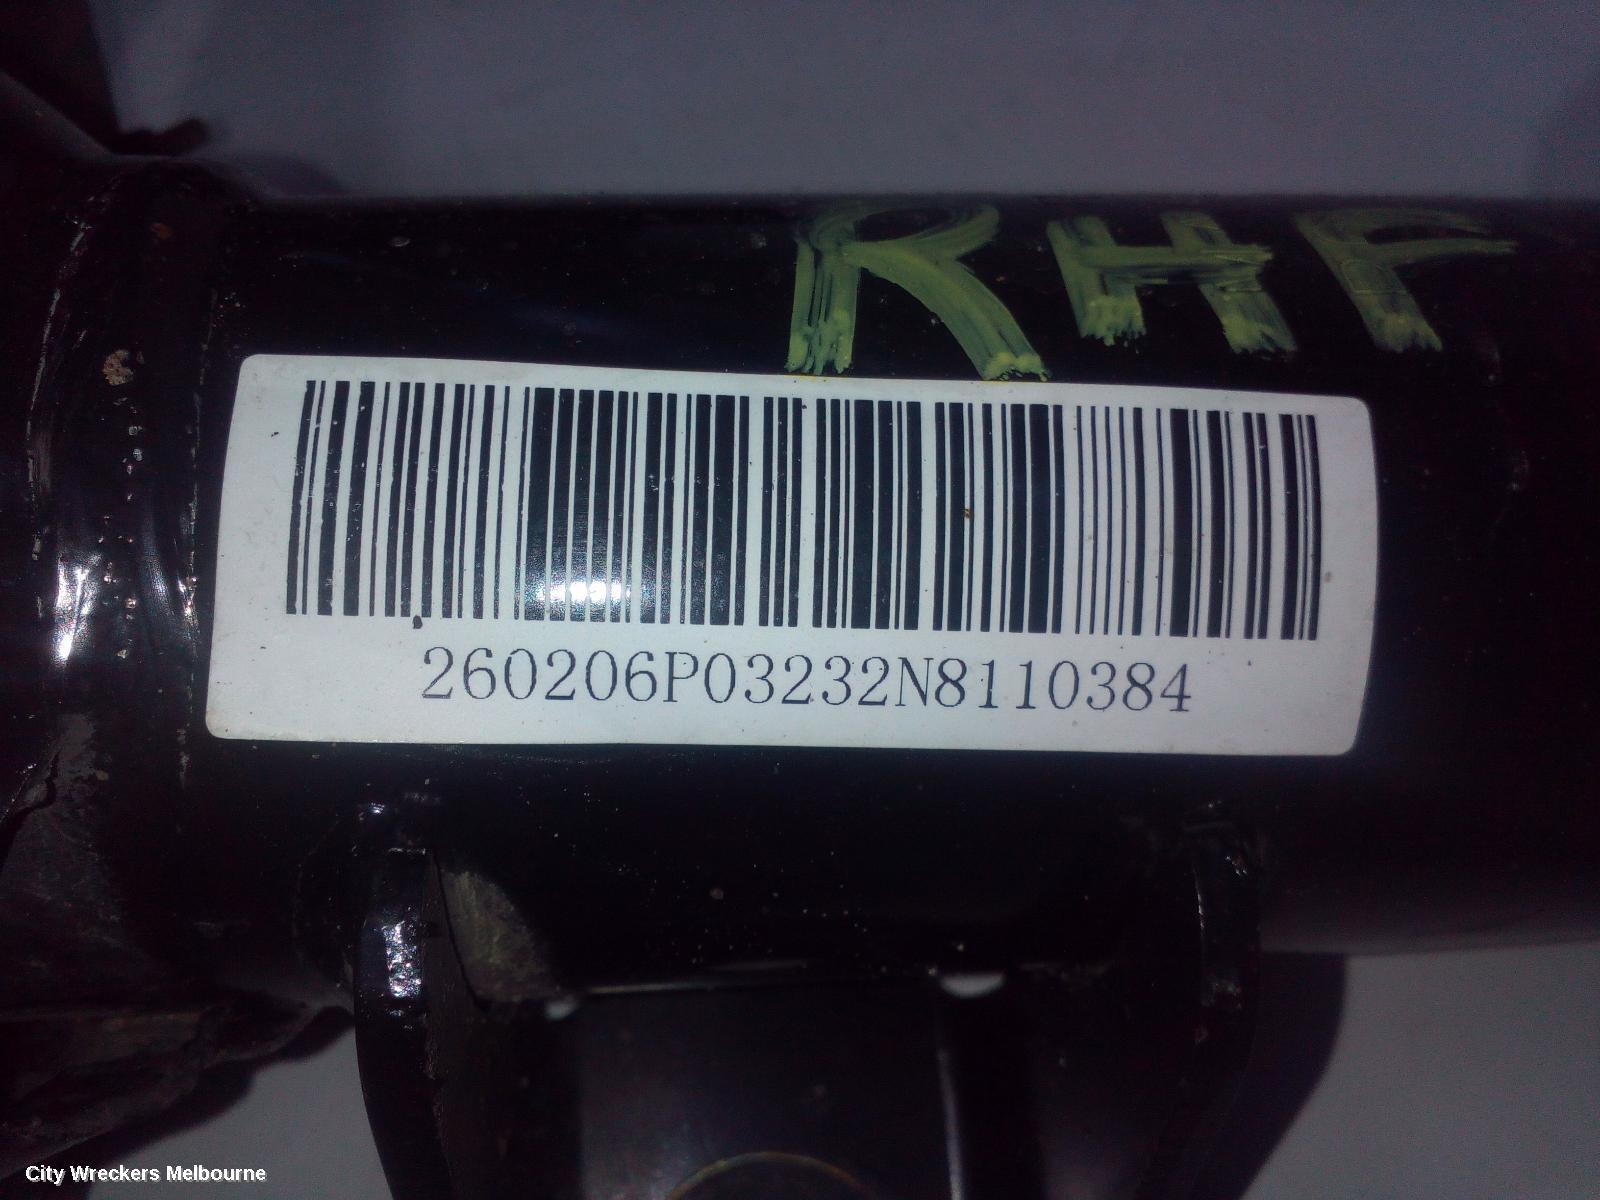 RHF
260206P03232N8110384
City Wreckers Melbourne